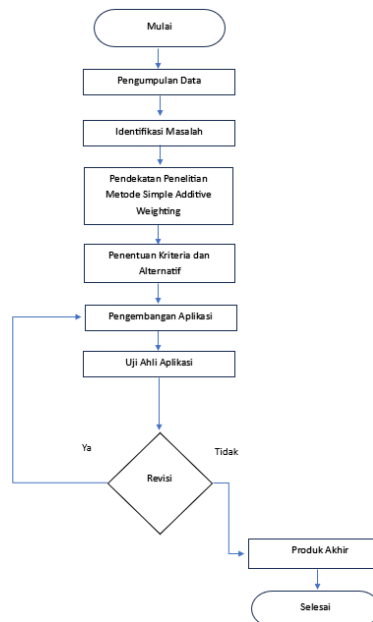 Mulai
Pengumpulan Data
Identifikasi Masalah
Pendekatan Penelitian
Metode Simple Additive
Weighting
Penentuan Kriteria dan
Alternatif
Pengembangan Aplikasi
Uji Ahli Aplikasi
Ya
Tidak
Revisi
Produk Akhir
Selesai